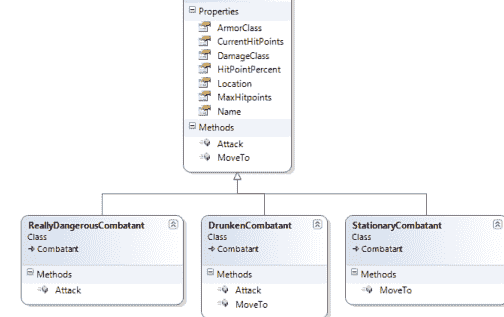 Properties
ArmorClass
CurrentHitPoints
DamageClass
HitPointPercent
Location
MaxHitpoints
Name
Methods
Attack
MoveTo
ReallyDangerousCombatant
Class
Combatant
Methods
Attack
DrunkenCombatant
Class
Combatant
Methods
Attack
MoveTo
StationaryCombatant
Class
Combatant
Methods
MoveTo